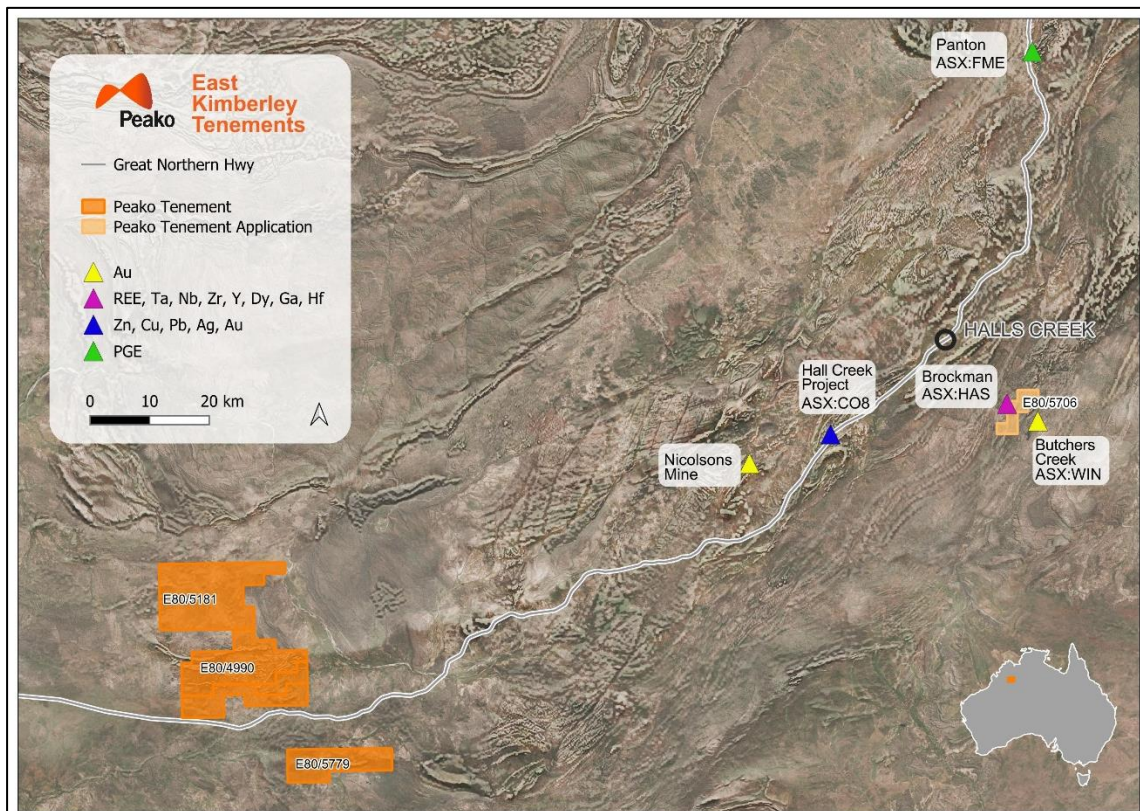 Peako
East
Kimberley
Tenements
Great Northern Hwy
Peako Tenement
Peako Tenement Application
Au
REE, Ta, Nb, Zr, Y, Dy, Ga, Hf
Zn, Cu, Pb, Ag, Au
PGE
0 10 20 km
Panton
ASX:FME
HALLS CREEK
Hall Creek
Project
ASX:CO8
Brockman
ASX:HAS
E80/5706
Butchers
Creek
ASX:WIN
Nicolsons
Mine
E80/5181
E80/4990
E80/5779